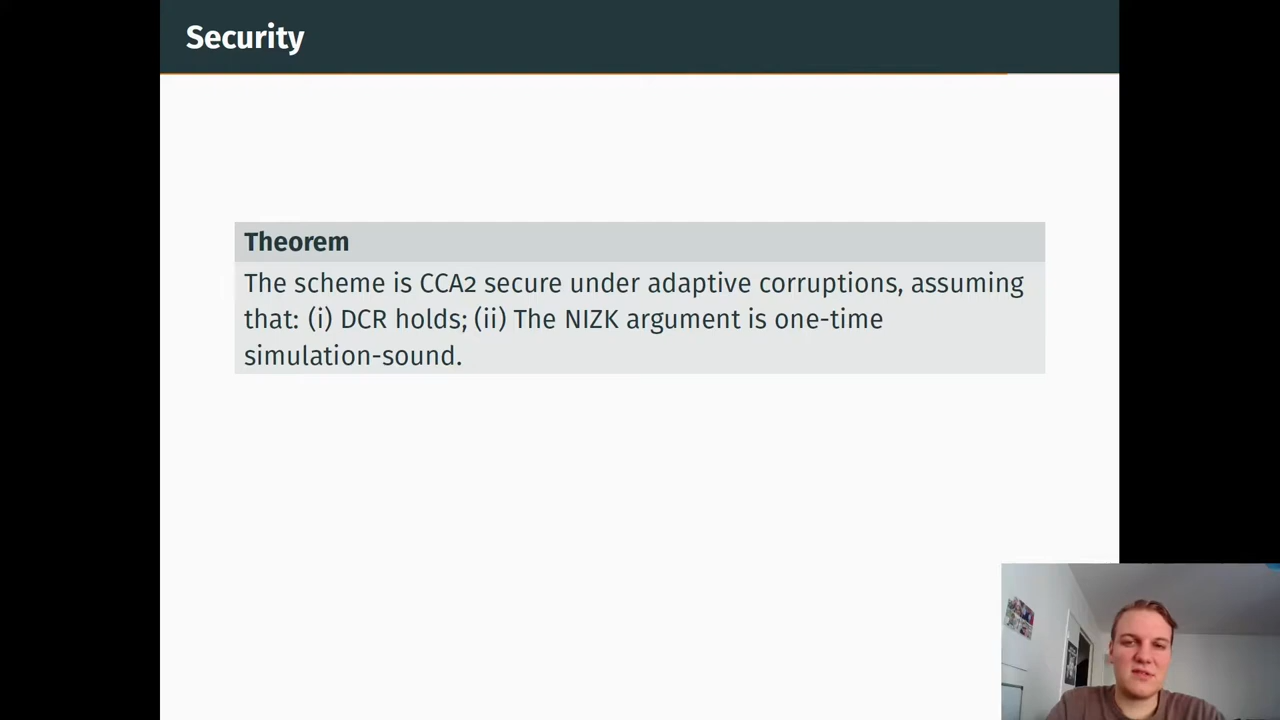 Security
Theorem
The scheme is CCA2 secure under adaptive corruptions, assuming
that: (i) DCR holds; (ii) The NIZK argument is one-time
simulation-sound.